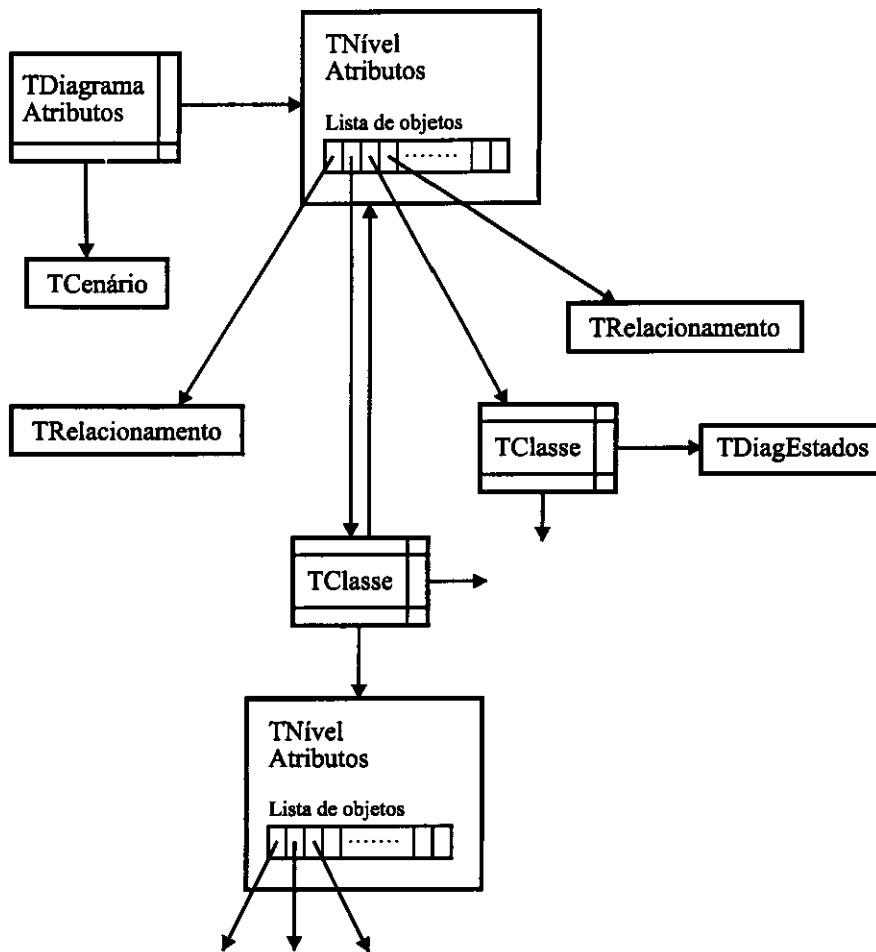 TNível
Atributos
Lista de objetos
TDiagrama
Atributos
TCenário
TRelacionamento
TRelacionamento
TClasse
TDiagEstados
TClasse
TNível
Atributos
Lista de objetos